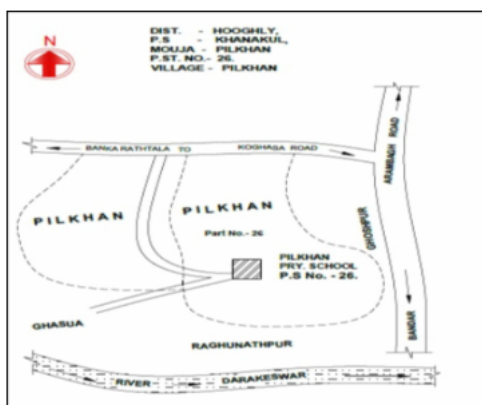 N
DIST. - HOOGHLY,
P.S - KHANAKUL,
MOUJA - PILKHAN
P.ST. NO.- 26.
VILLAGE - PILKHAN
BANKA RATHTALA TO KOGHASA ROAD
ARAMBAGH ROAD
PILKHAN
PILKHAN
Part No.- 26
GHOSHPUR
PILKHAN
PRY. SCHOOL
P.S No. - 26.
GHASUA
BANDAR
RAGHUNATHPUR
RIVER DARAKESWAR